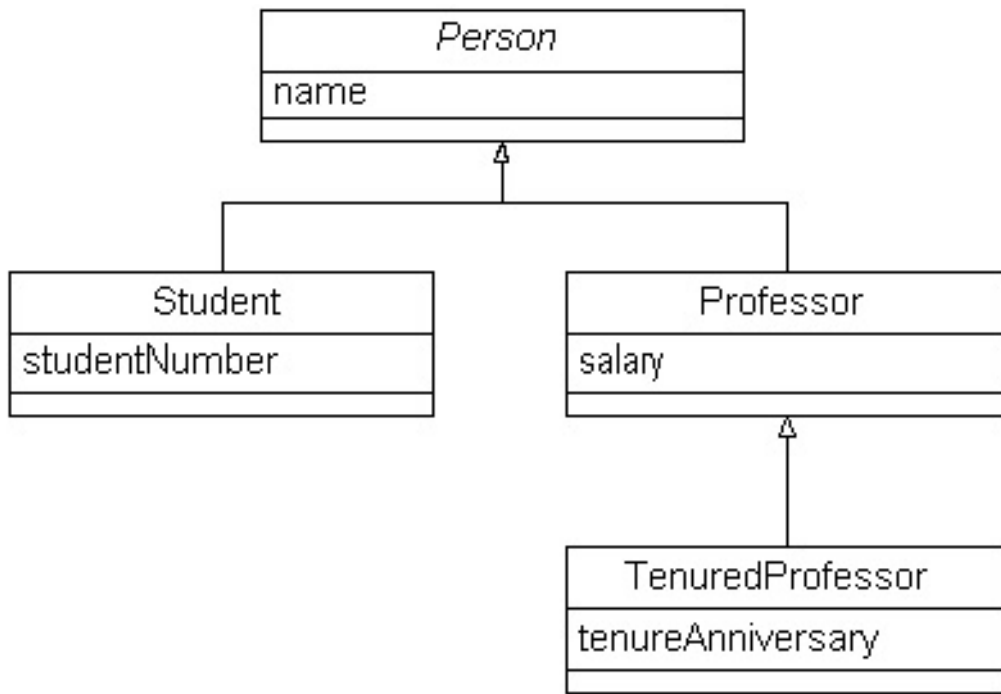 Person
name
Student
studentNumber
Professor
salary
TenuredProfessor
tenureAnniversary